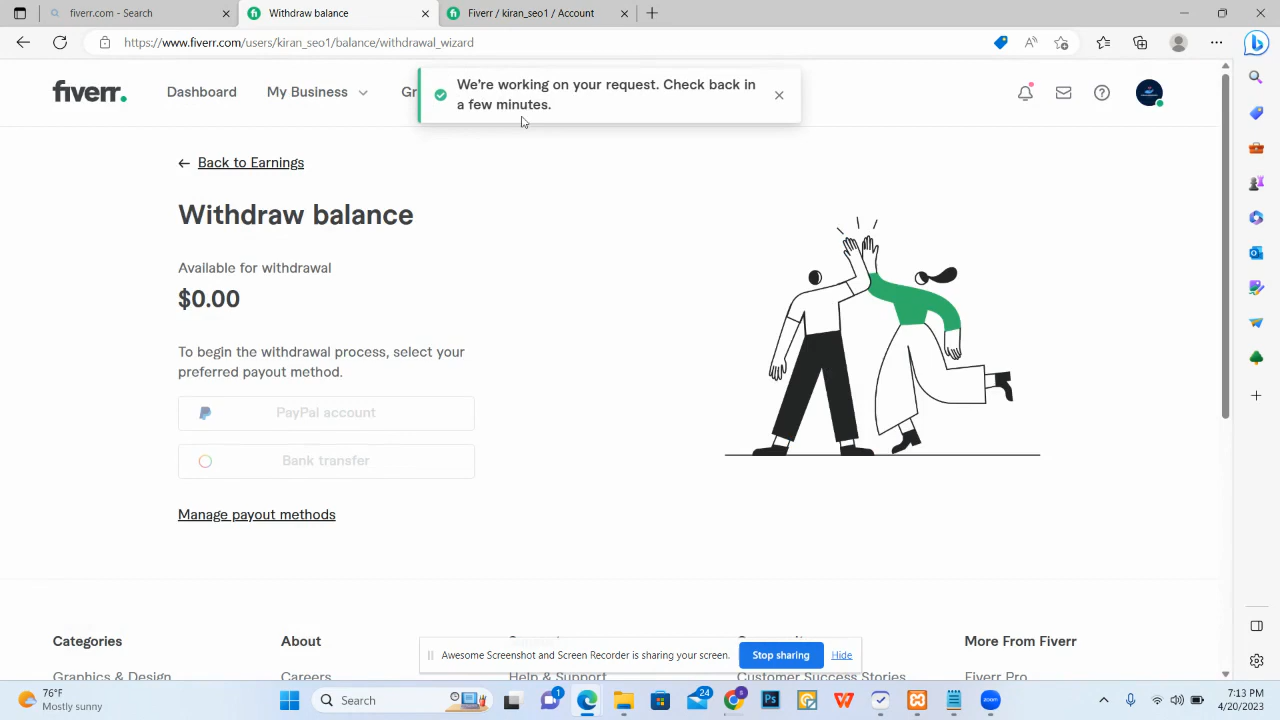 fiverr.com - Search
Withdraw balance
Fiverr / kiran_seo1 / Account
https://www.fiverr.com/users/kiran_seo1/balance/withdrawal_wizard
fiverr.
Dashboard
My Business
Gr
We're working on your request. Check back in
a few minutes.
Back to Earnings
Withdraw balance
Available for withdrawal
$0.00
To begin the withdrawal process, select your
preferred payout method.
PayPal account
Bank transfer
Manage payout methods
Categories
About
More From Fiverr
Awesome Screenshot and Screen Recorder is sharing your screen.
Stop sharing
Hide
Graphics & Design
Careers
Help & Support
Customer Success Stories
Fiverr Pro
76°F
Mostly sunny
Search
1
24
8
7:13 PM
4/20/2023